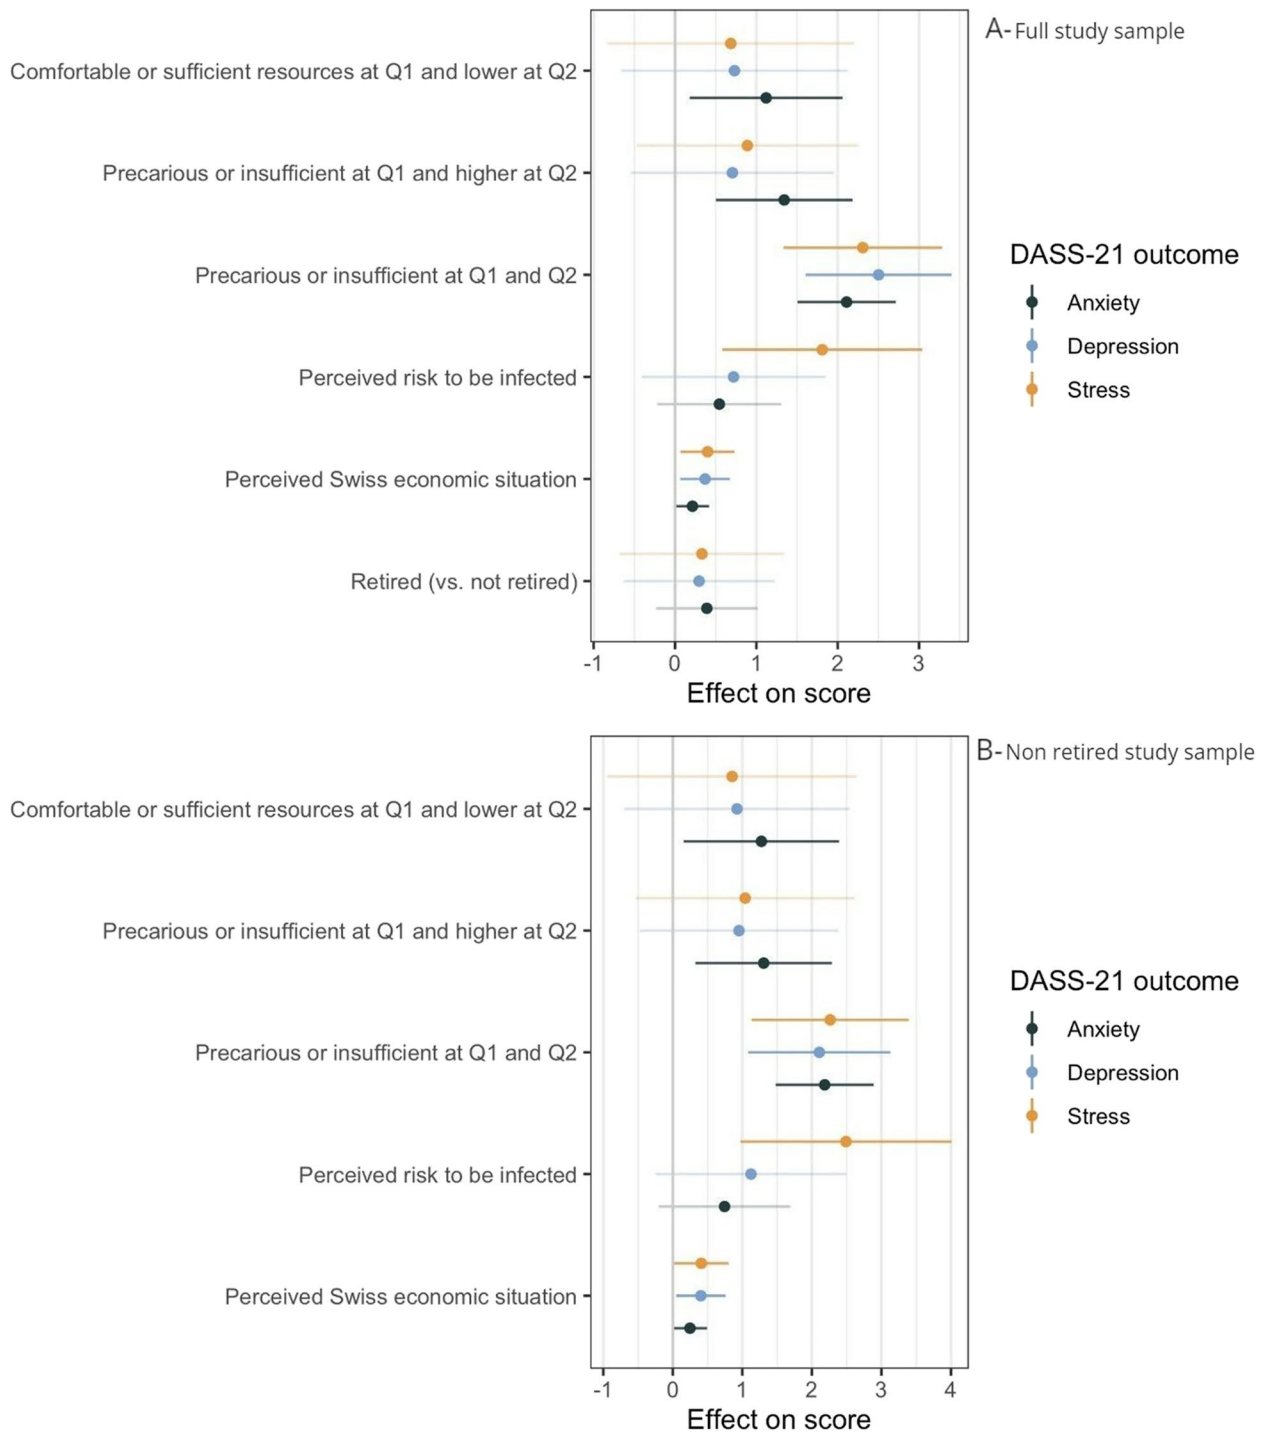 A-Full study sample
Comfortable or sufficient resources at Q1 and lower at Q2
Precarious or insufficient at Q1 and higher at Q2
Precarious or insufficient at Q1 and Q2
Perceived risk to be infected
Perceived Swiss economic situation
Retired (vs. not retired)
DASS-21 outcome
Anxiety
Depression
Stress
-1 0 1 2 3
Effect on score
B-Non retired study sample
Comfortable or sufficient resources at Q1 and lower at Q2
Precarious or insufficient at Q1 and higher at Q2
Precarious or insufficient at Q1 and Q2
Perceived risk to be infected
Perceived Swiss economic situation
DASS-21 outcome
Anxiety
Depression
Stress
-1 0 1 2 3 4
Effect on score